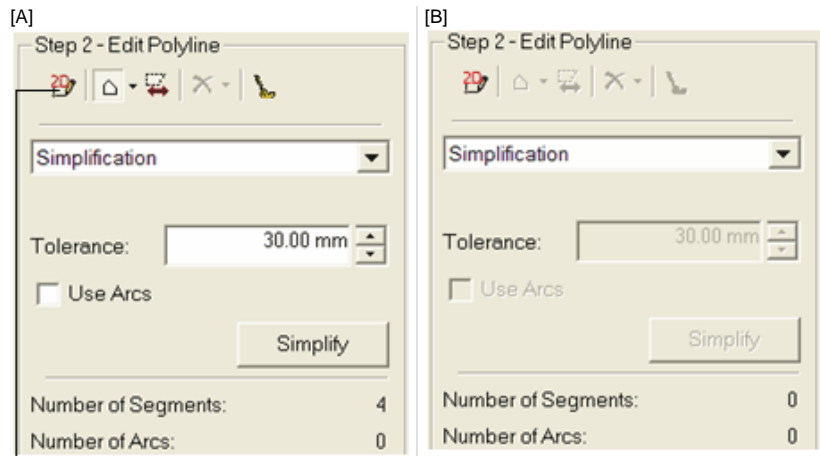 [A]
Step 2 - Edit Polyline
2D
Simplification
Tolerance: 30.00 mm
Use Arcs
Simplify
Number of Segments: 4
Number of Arcs: 0
[B]
Step 2 - Edit Polyline
2D
Simplification
Tolerance: 30.00 mm
Use Arcs
Simplify
Number of Segments: 0
Number of Arcs: 0